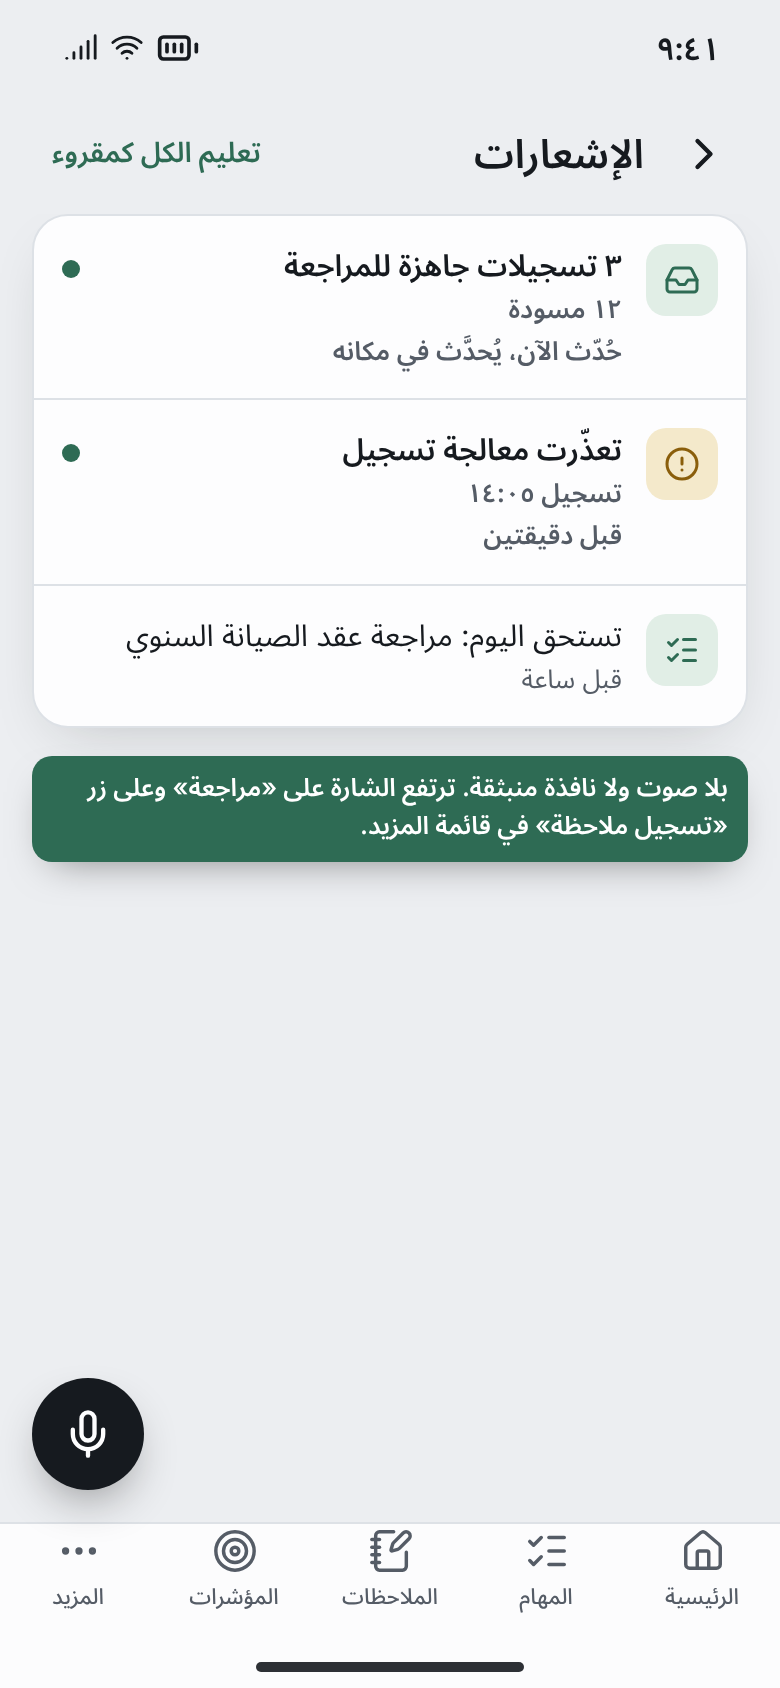 ٩:٤١
الإشعارات
تعليم الكل كمقروء
٣ تسجيلات جاهزة للمراجعة
١٢ مسودة
حُدّث الآن، يُحدَّث في مكانه
تعذّرت معالجة تسجيل
تسجيل ١٤:٠٥
قبل دقيقتين
تستحق اليوم: مراجعة عقد الصيانة السنوي
قبل ساعة
بلا صوت ولا نافذة منبثقة. ترتفع الشارة على «مراجعة» وعلى زر
«تسجيل ملاحظة» في قائمة المزيد.
الرئيسية
المهام
الملاحظات
المؤشرات
المزيد